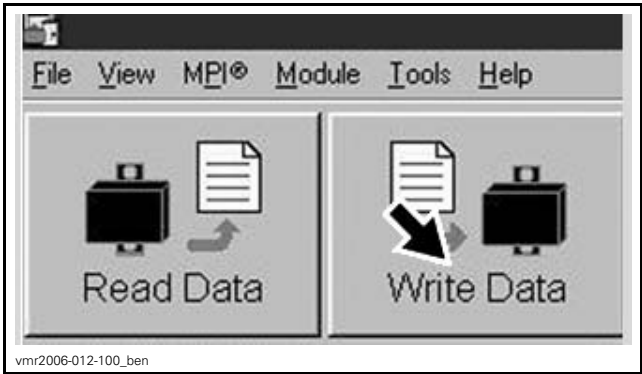 File View MPI® Module Tools Help
Read Data Write Data
vmr2006-012-100_ben